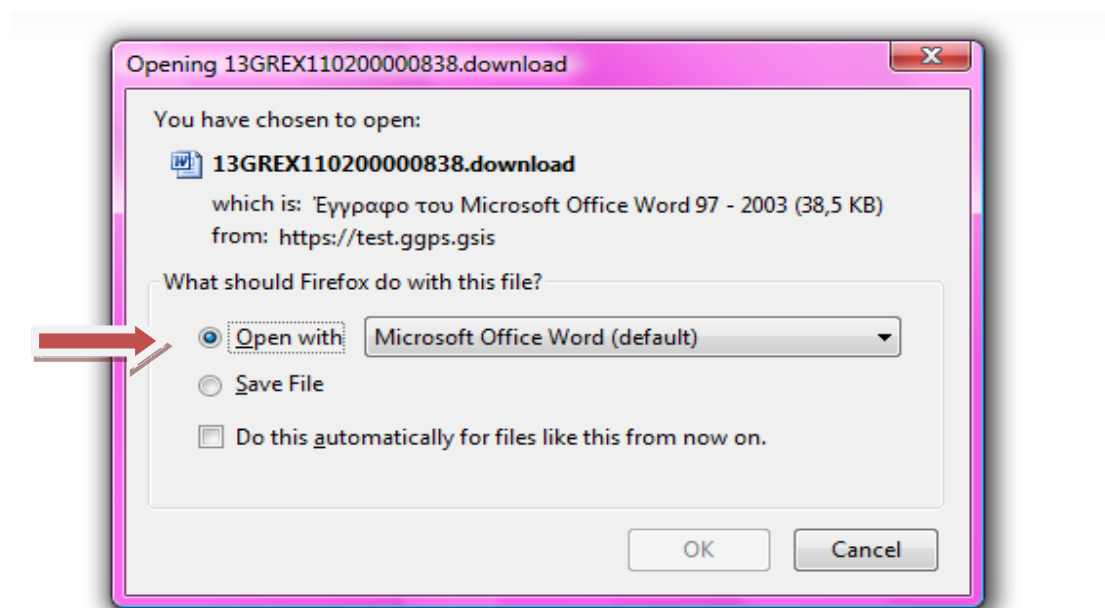 Opening 13GREX110200000838.download
You have chosen to open:
13GREX110200000838.download
which is: Έγγραφο του Microsoft Office Word 97 - 2003 (38,5 KB)
from: https://test.ggps.gsis
What should Firefox do with this file?
Open with Microsoft Office Word (default)
Save File
Do this automatically for files like this from now on.
OK Cancel